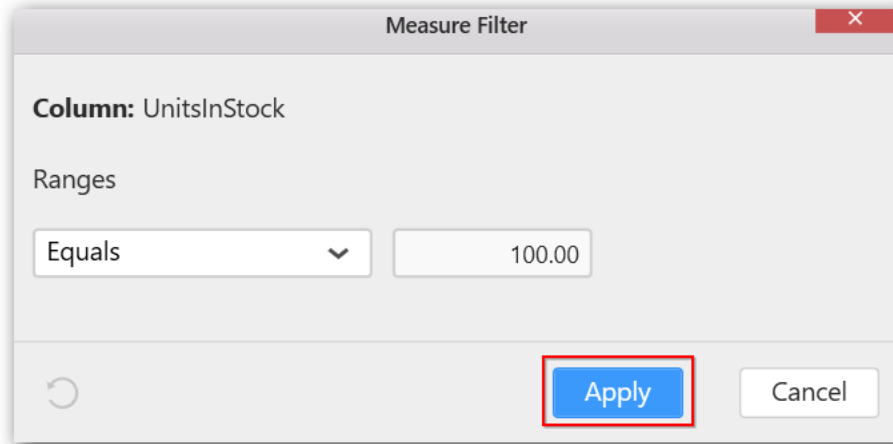 Measure Filter
Column: UnitsInStock
Ranges
Equals 100.00
Apply Cancel